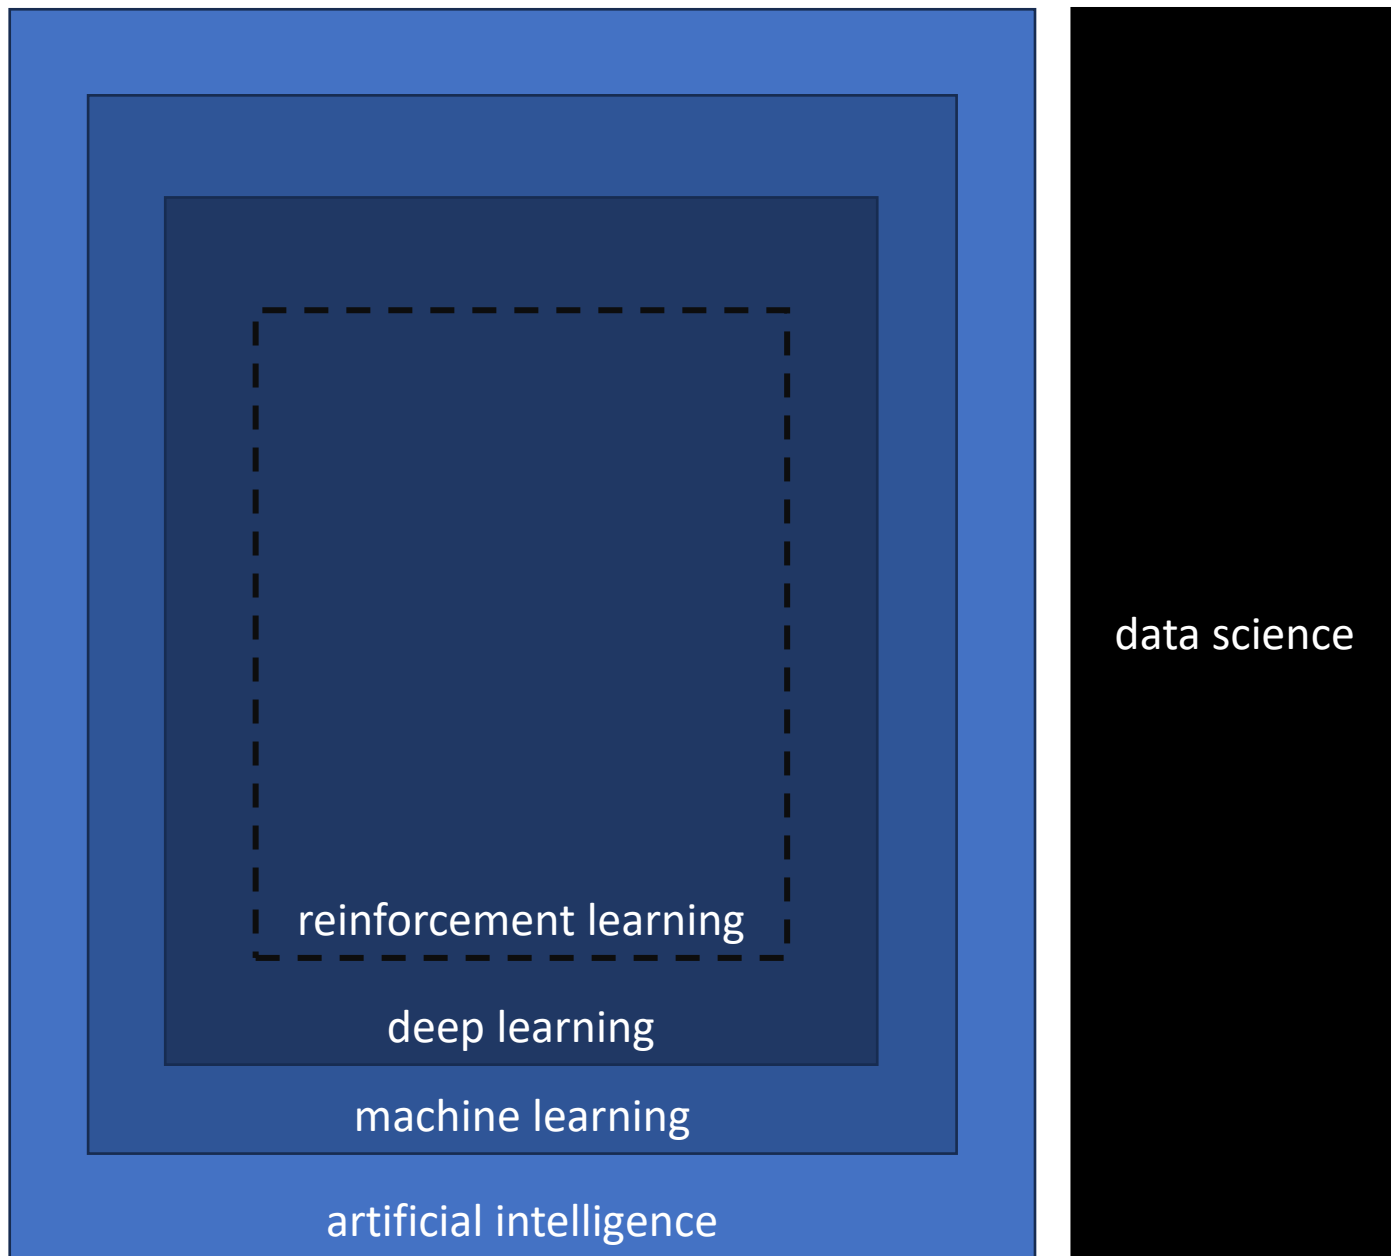 data science
reinforcement learning
deep learning
machine learning
artificial intelligence